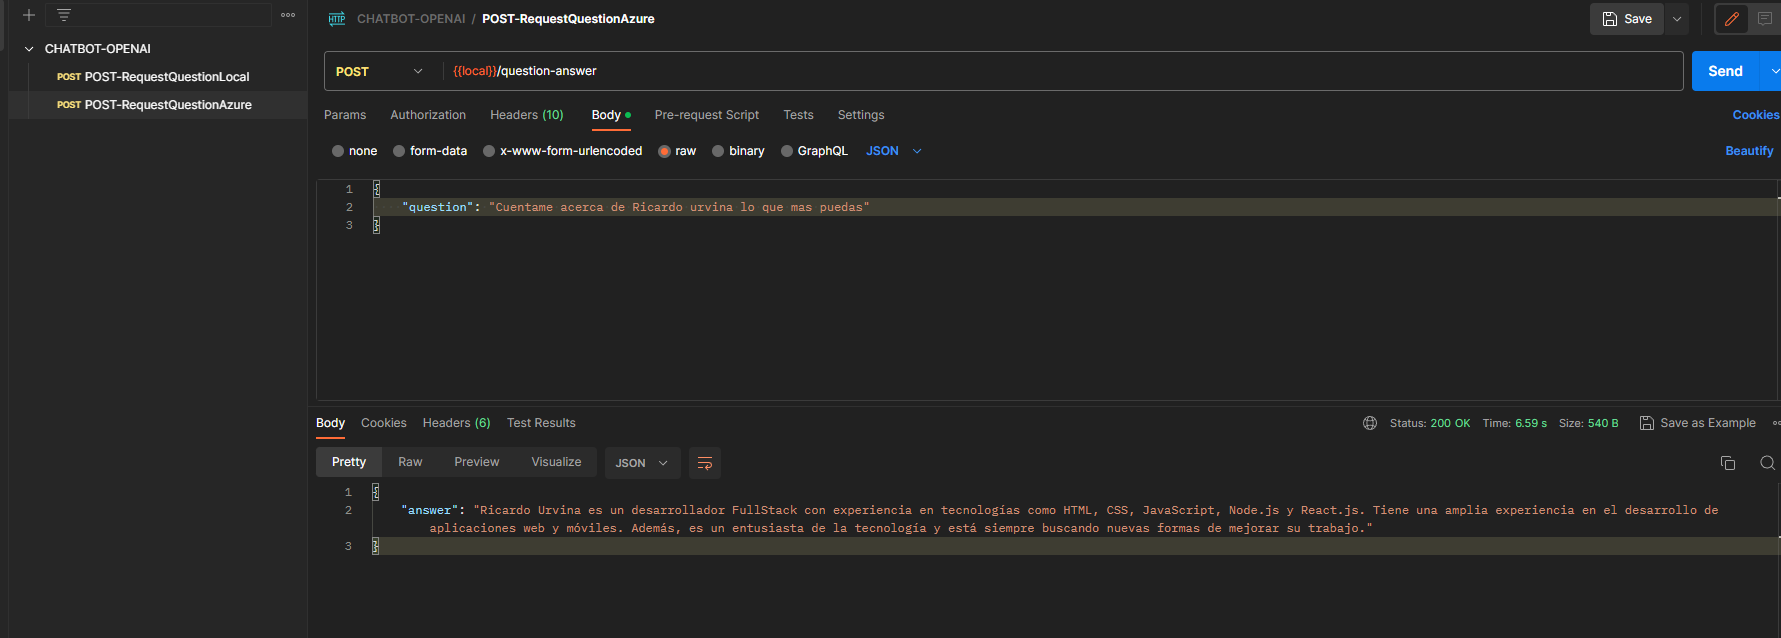 CHATBOT-OPENAI
POST POST-RequestQuestionLocal
POST POST-RequestQuestionAzure
HTTP CHATBOT-OPENAI / POST-RequestQuestionAzure
Save
POST {{local}}/question-answer
Send
Params Authorization Headers (10) Body Pre-request Script Tests Settings
Cookies
none form-data x-www-form-urlencoded raw binary GraphQL JSON
Beautify
1 {
2 "question": "Cuentame acerca de Ricardo urvina lo que mas puedas"
3 }
Body Cookies Headers (6) Test Results
Status: 200 OK Time: 6.59 s Size: 540 B Save as Example
Pretty Raw Preview Visualize JSON
1 {
2 "answer": "Ricardo Urvina es un desarrollador FullStack con experiencia en tecnologías como HTML, CSS, JavaScript, Node.js y React.js. Tiene una amplia experiencia en el desarrollo de
aplicaciones web y móviles. Además, es un entusiasta de la tecnología y está siempre buscando nuevas formas de mejorar su trabajo."
3 }